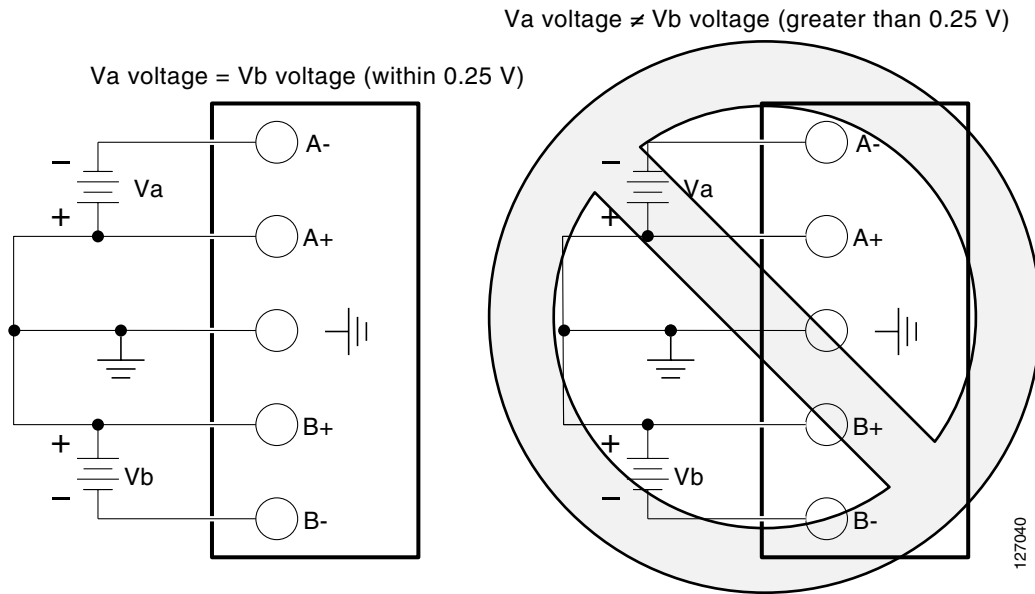 Va voltage ≠ Vb voltage (greater than 0.25 V)
Va voltage = Vb voltage (within 0.25 V)
A-
−
Va
+
A+
B+
+
Vb
−
B-
A-
−
Va
+
A+
B+
+
Vb
−
B-
127040